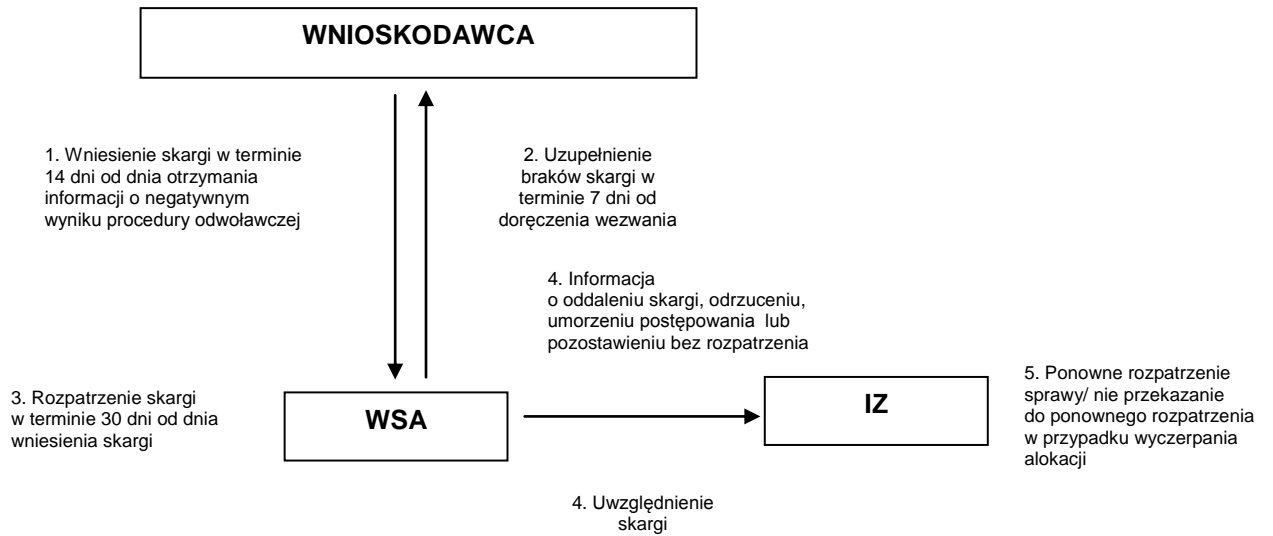 WNIOSKODAWCA
1. Wniesienie skargi w terminie
14 dni od dnia otrzymania
informacji o negatywnym
wyniku procedury odwoławczej
2. Uzupełnienie
braków skargi w
terminie 7 dni od
doręczenia wezwania
4. Informacja
o oddaleniu skargi, odrzuceniu,
umorzeniu postępowania lub
pozostawieniu bez rozpatrzenia
3. Rozpatrzenie skargi
w terminie 30 dni od dnia
wniesienia skargi
WSA
IZ
5. Ponowne rozpatrzenie
sprawy/ nie przekazanie
do ponownego rozpatrzenia
w przypadku wyczerpania
alokacji
4. Uwzględnienie
skargi